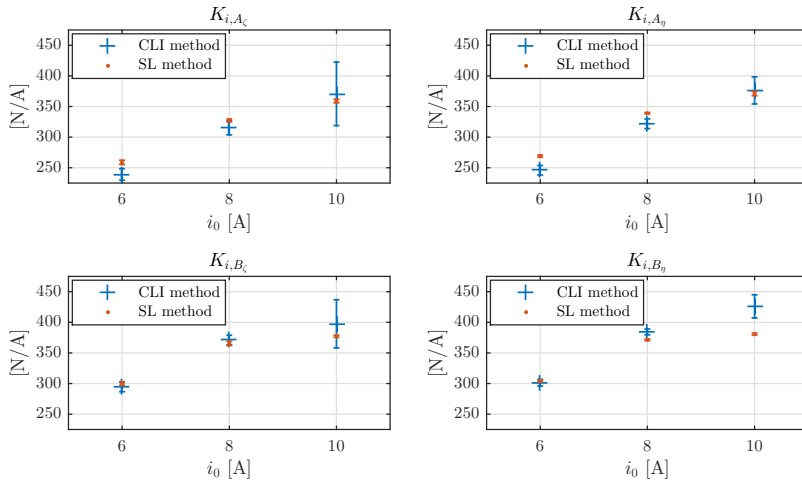 K_{i,A_ζ}
450
400
350
300
250
[N/A]
CLI method
SL method
6
8
10
i_0 [A]
K_{i,A_η}
450
400
350
300
250
[N/A]
CLI method
SL method
6
8
10
i_0 [A]
K_{i,B_ζ}
450
400
350
300
250
[N/A]
CLI method
SL method
6
8
10
i_0 [A]
K_{i,B_η}
450
400
350
300
250
[N/A]
CLI method
SL method
6
8
10
i_0 [A]